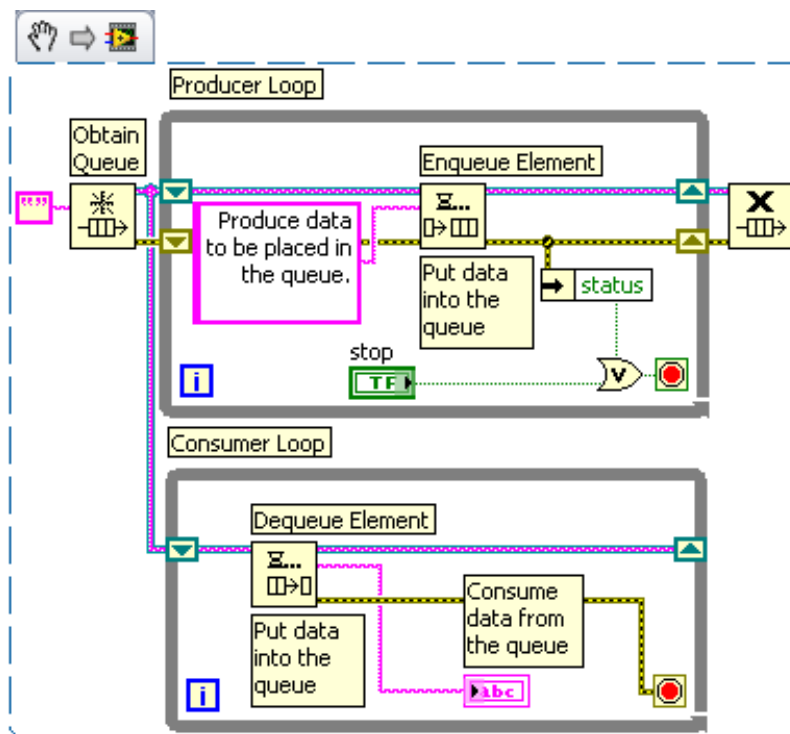 Producer Loop
Obtain
Queue
Enqueue Element
""
Produce data
to be placed in
the queue.
Put data
into the
queue
status
stop
TF
V
i
Consumer Loop
Dequeue Element
Consume
data from
the queue
Put data
into the
queue
abc
i